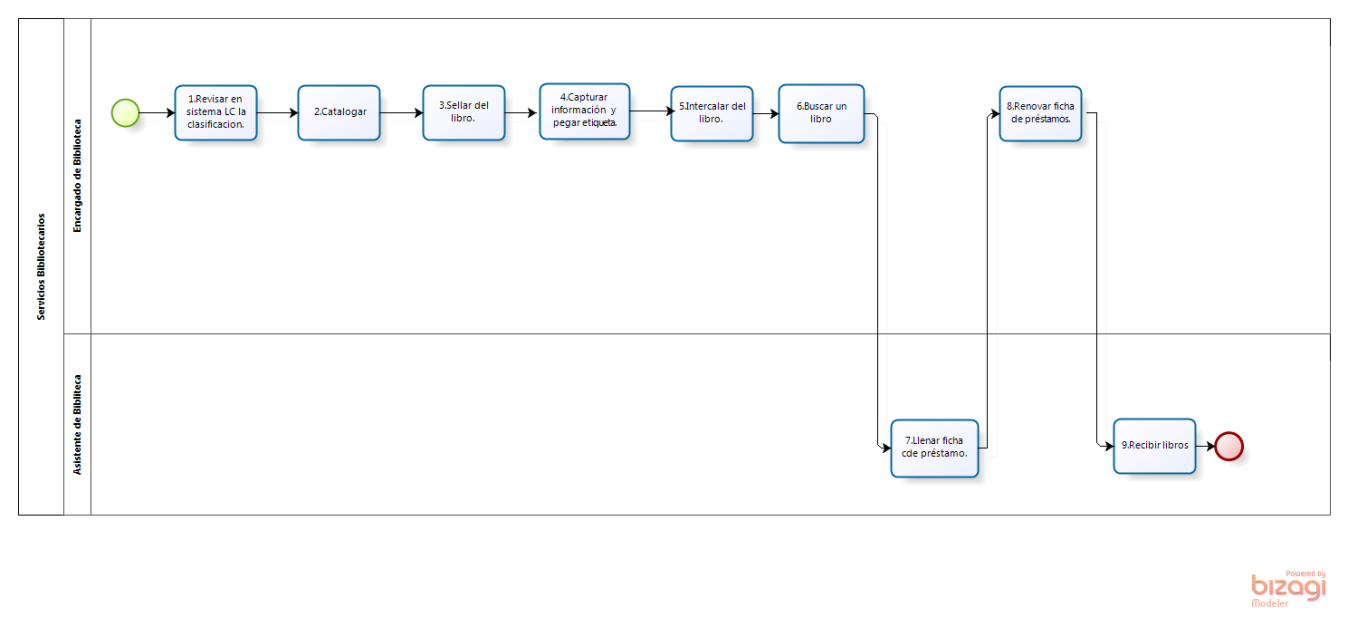 Servicios Bibliotecarios
Encargado de Biblioteca
1.Revisar en
sistema LC la
clasificacion.
2.Catalogar
3.Sellar del
libro.
4.Capturar
información y
pegar etiqueta.
5.Intercalar del
libro.
6.Buscar un
libro
8.Renovar ficha
de préstamos.
Asistente de Bibliteca
7.Llenar ficha
cde préstamo.
9.Recibir libros
Powered by
bizagi
Modeler